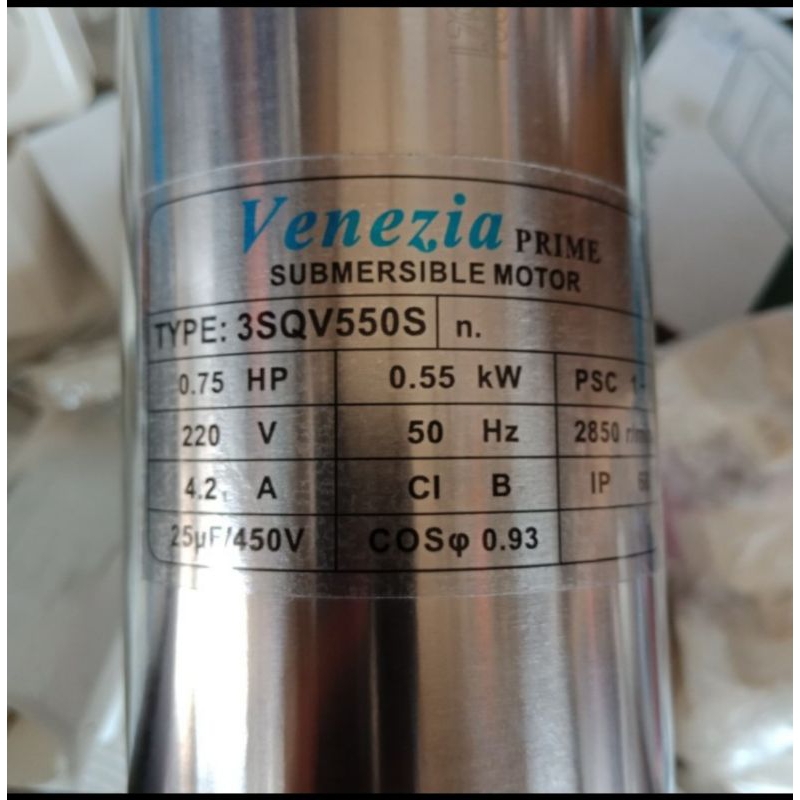 Venezia PRIME
SUBMERSIBLE MOTOR
TYPE: 3SQV550S n.
0.75 HP 0.55 kW PSC
220 V 50 Hz 2850
4.2 A CI B IP
25µF/450V COSφ 0.93